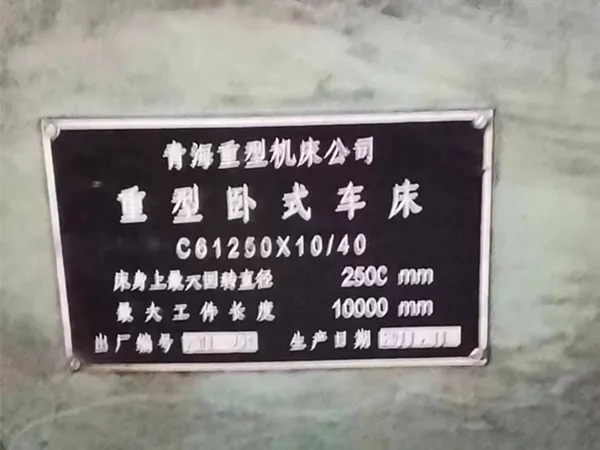 青海重型机床公司
重型卧式车床
C61250X10/40
床身上最大回转直径 2500 mm
最大工件长度 10000 mm
出厂编号 生产日期